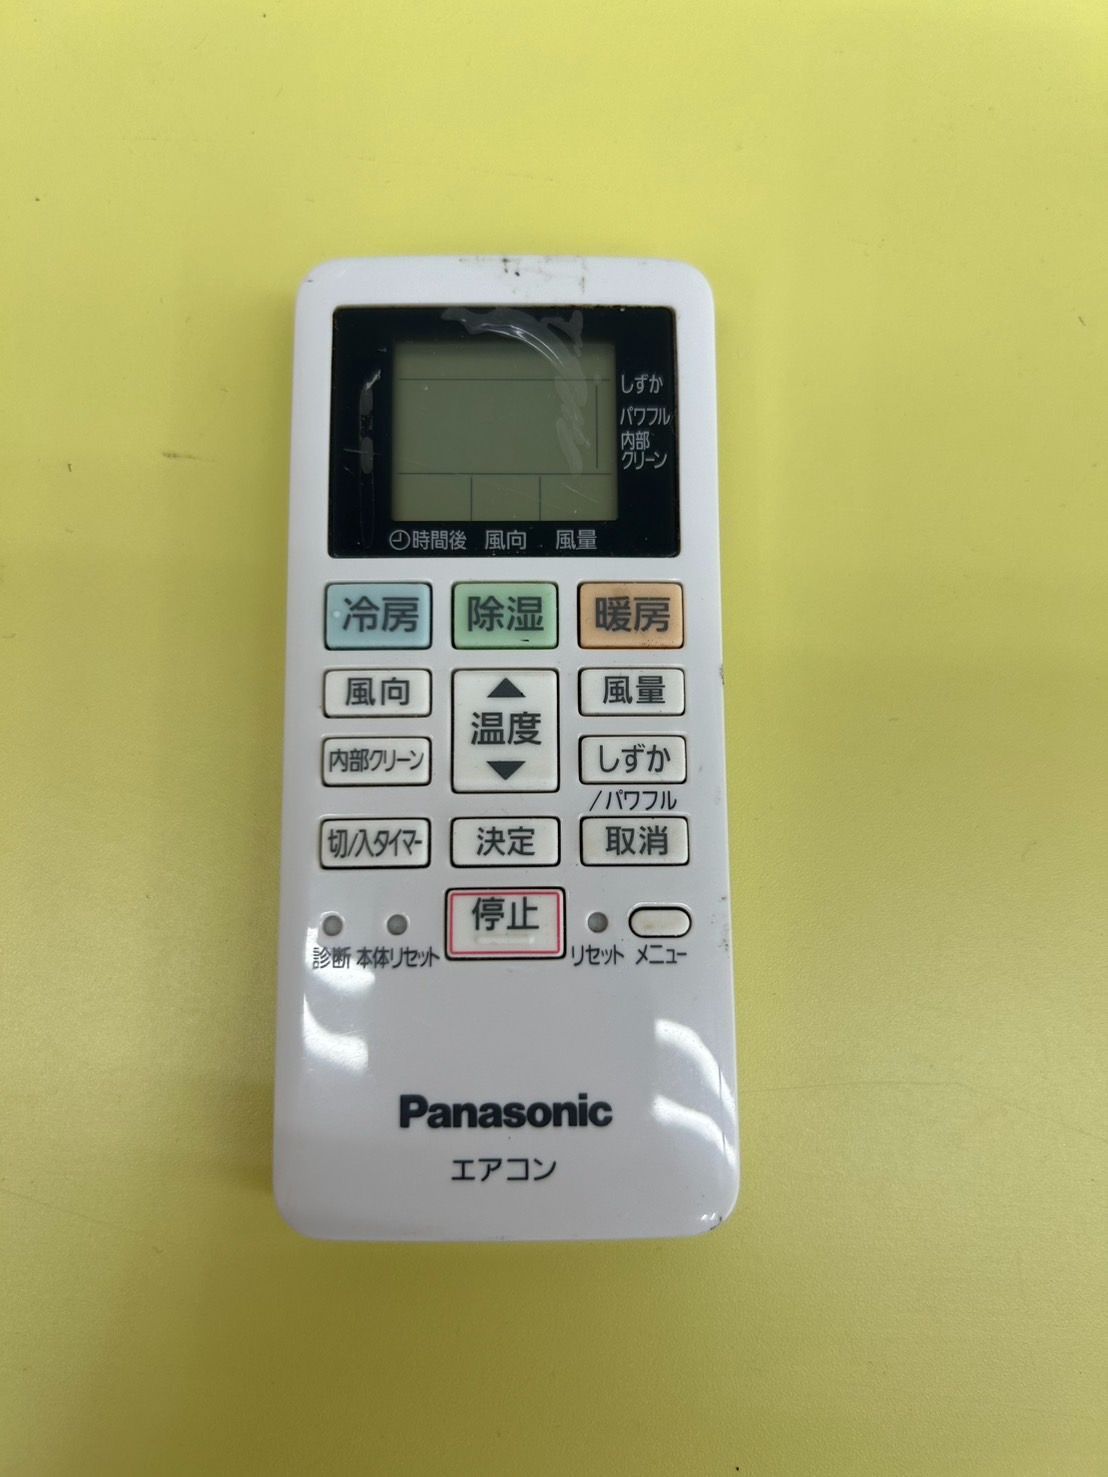 しずか
パワフル
内部
クリーン
時間後 風向 風量
冷房 除湿 暖房
風向 温度 風量
内部クリーン しずか
/パワフル
切/入タイマー 決定 取消
停止
診断 本体リセット リセット メニュー
Panasonic
エアコン